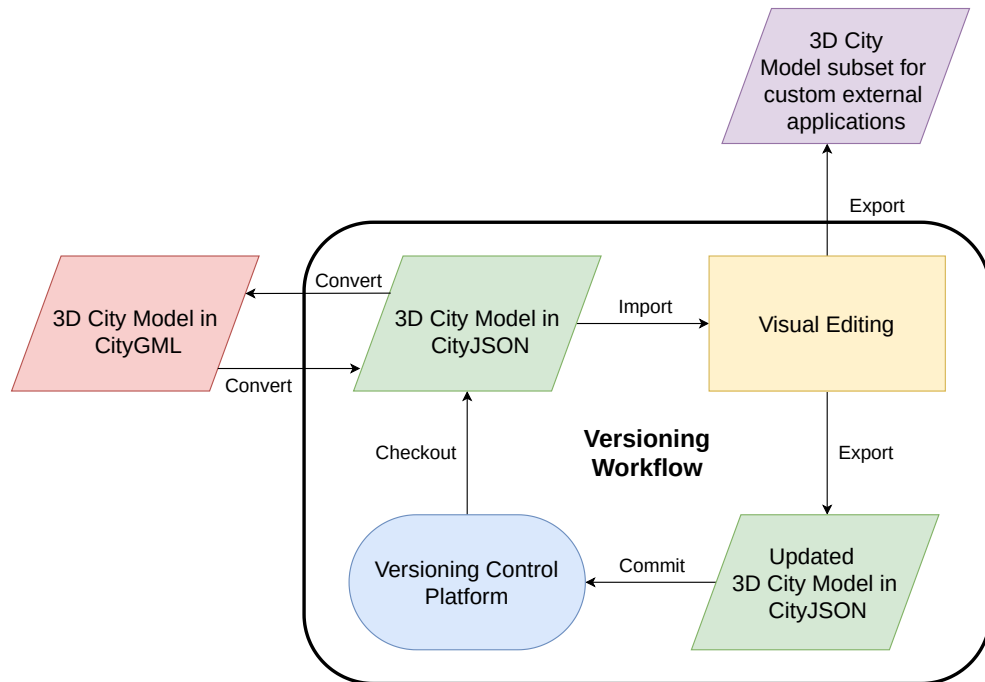 3D City
Model subset for
custom external
applications
Export
Convert
3D City Model in
CityGML
Convert
3D City Model in
CityJSON
Import
Visual Editing
Checkout
Versioning
Workflow
Export
Versioning Control
Platform
Commit
Updated
3D City Model in
CityJSON